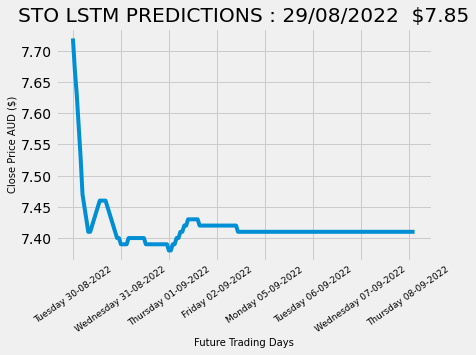 STO LSTM PREDICTIONS : 29/08/2022  $7.85
7.70
7.65
7.60
7.55
7.50
7.45
7.40
Close Price AUD ($)
Tuesday 30-08-2022
Wednesday 31-08-2022
Thursday 01-09-2022
Friday 02-09-2022
Monday 05-09-2022
Tuesday 06-09-2022
Wednesday 07-09-2022
Thursday 08-09-2022
Future Trading Days